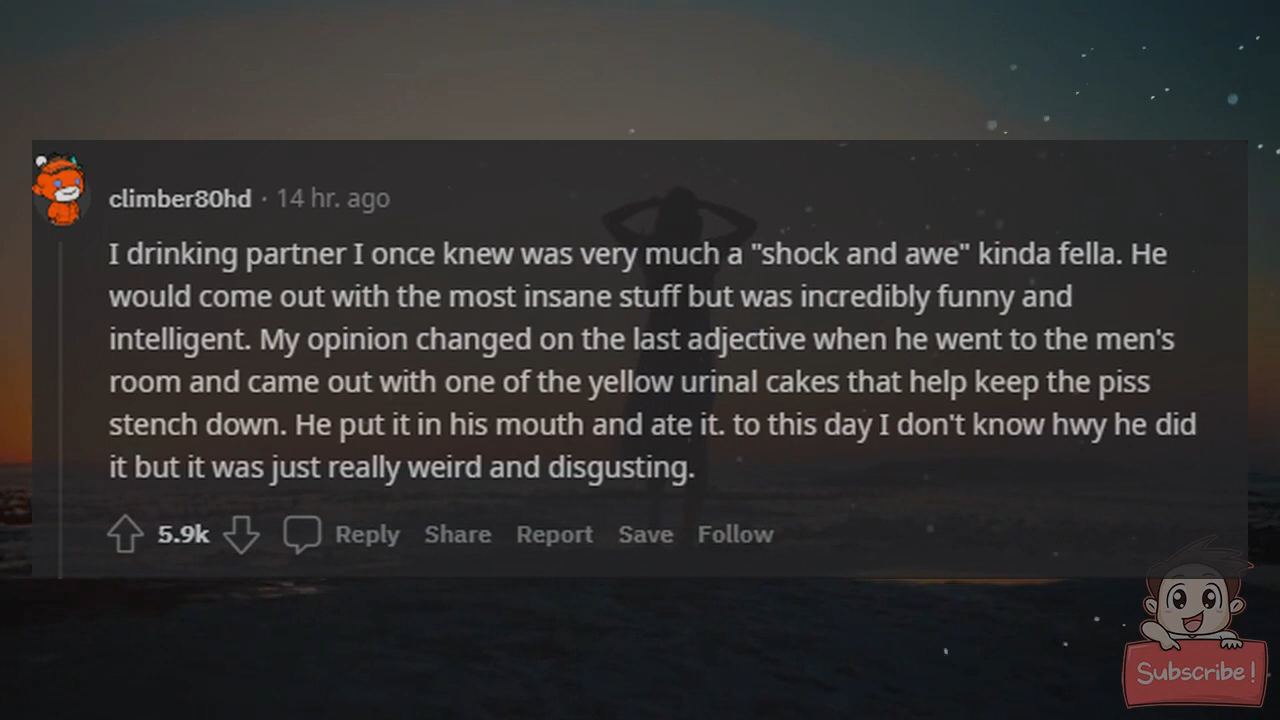 climber80hd · 14 hr. ago
I drinking partner I once knew was very much a "shock and awe" kinda fella. He
would come out with the most insane stuff but was incredibly funny and
intelligent. My opinion changed on the last adjective when he went to the men's
room and came out with one of the yellow urinal cakes that help keep the piss
stench down. He put it in his mouth and ate it. to this day I don't know hwy he did
it but it was just really weird and disgusting.
5.9k Reply Share Report Save Follow
Subscribe!